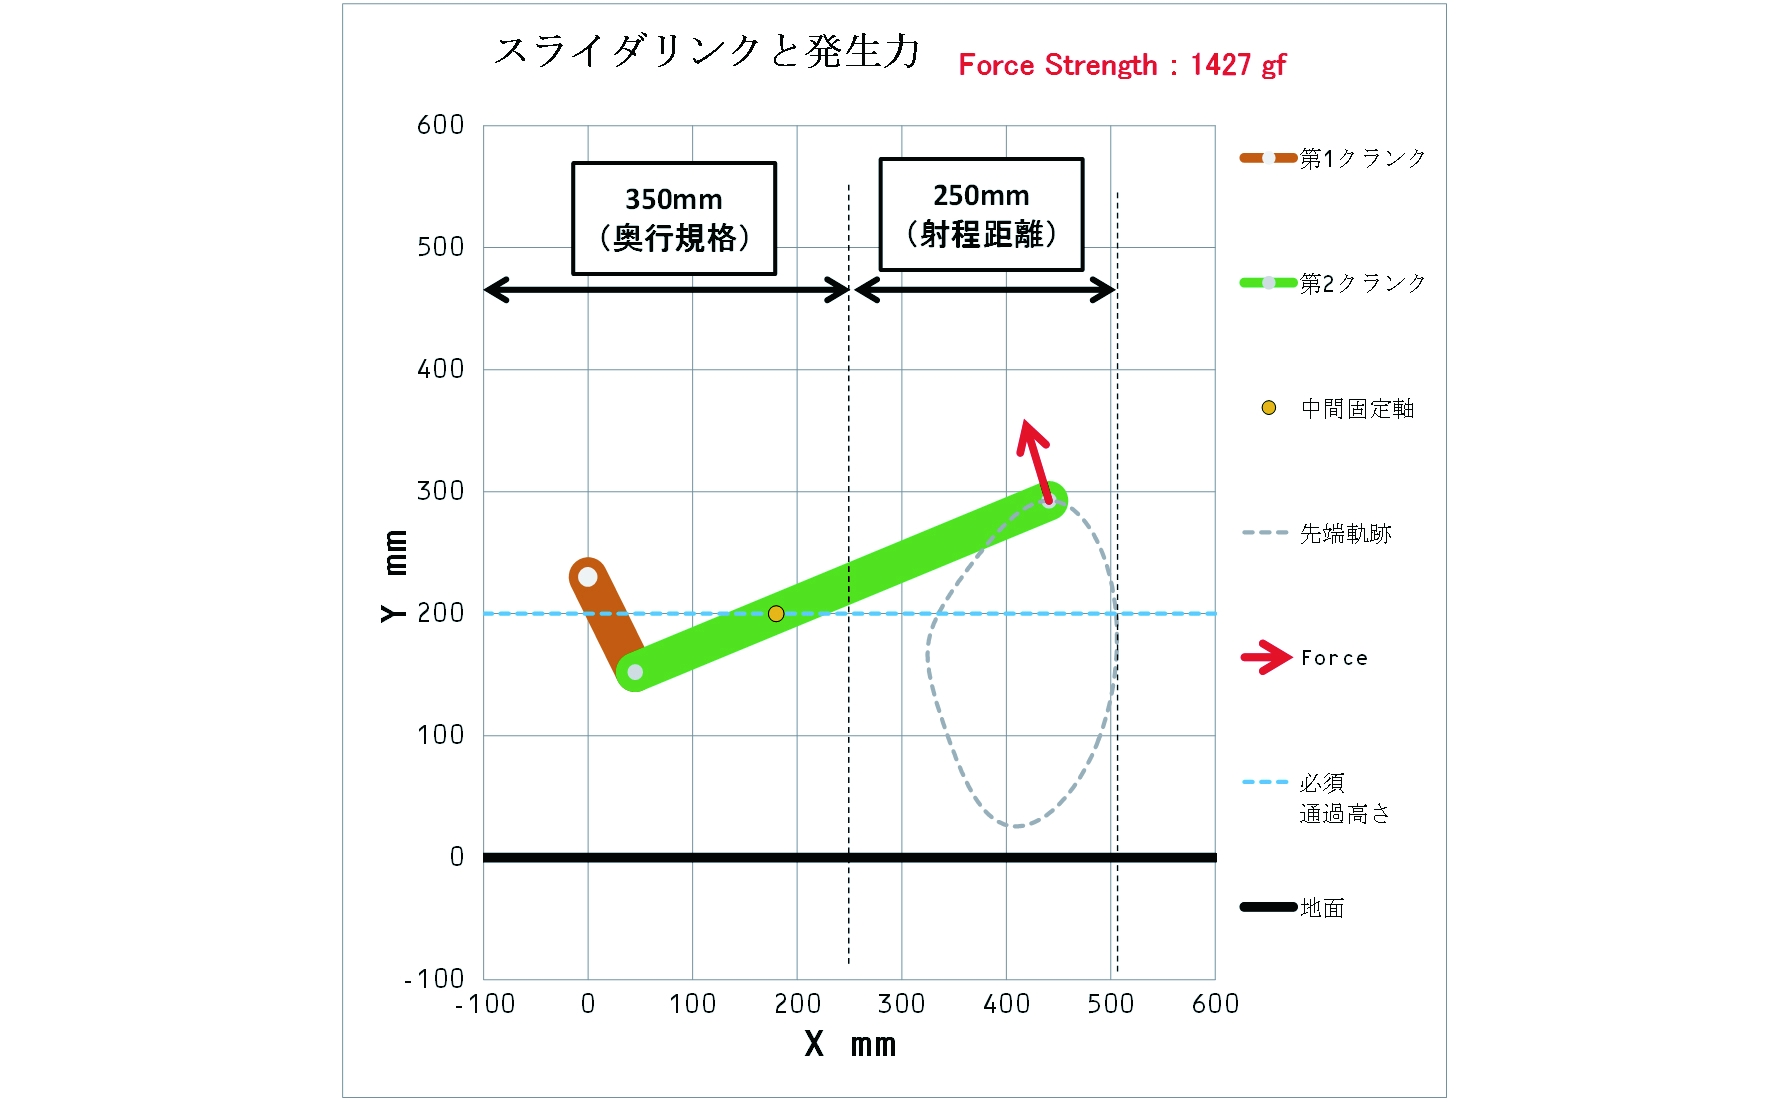 スライダリンクと発生力
Force Strength : 1427 gf
600
500
400
300
200
100
0
-100
Y mm
350mm
(奥行規格)
250mm
(射程距離)
-100 0 100 200 300 400 500 600
X mm
第1クランク
第2クランク
中間固定軸
先端軌跡
Force
必須
通過高さ
地面